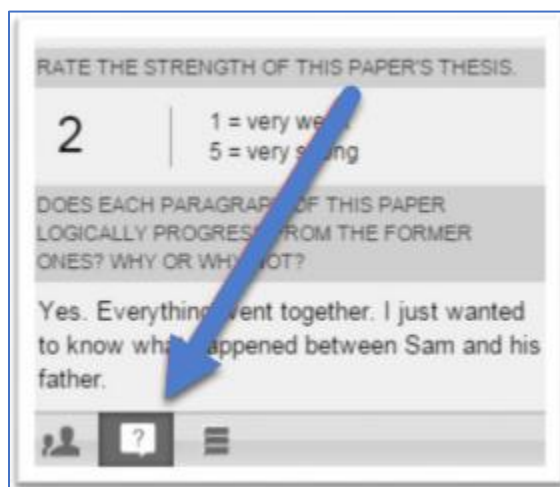 RATE THE STRENGTH OF THIS PAPER'S THESIS.
2
1 = very
5 = very
DOES EACH PARAGRAPH OF THIS PAPER
LOGICALLY PROGRESS FROM THE FORMER
ONES? WHY OR WHY NOT?
Yes. Everything went together. I just wanted
to know what happened between Sam and his
father.
?